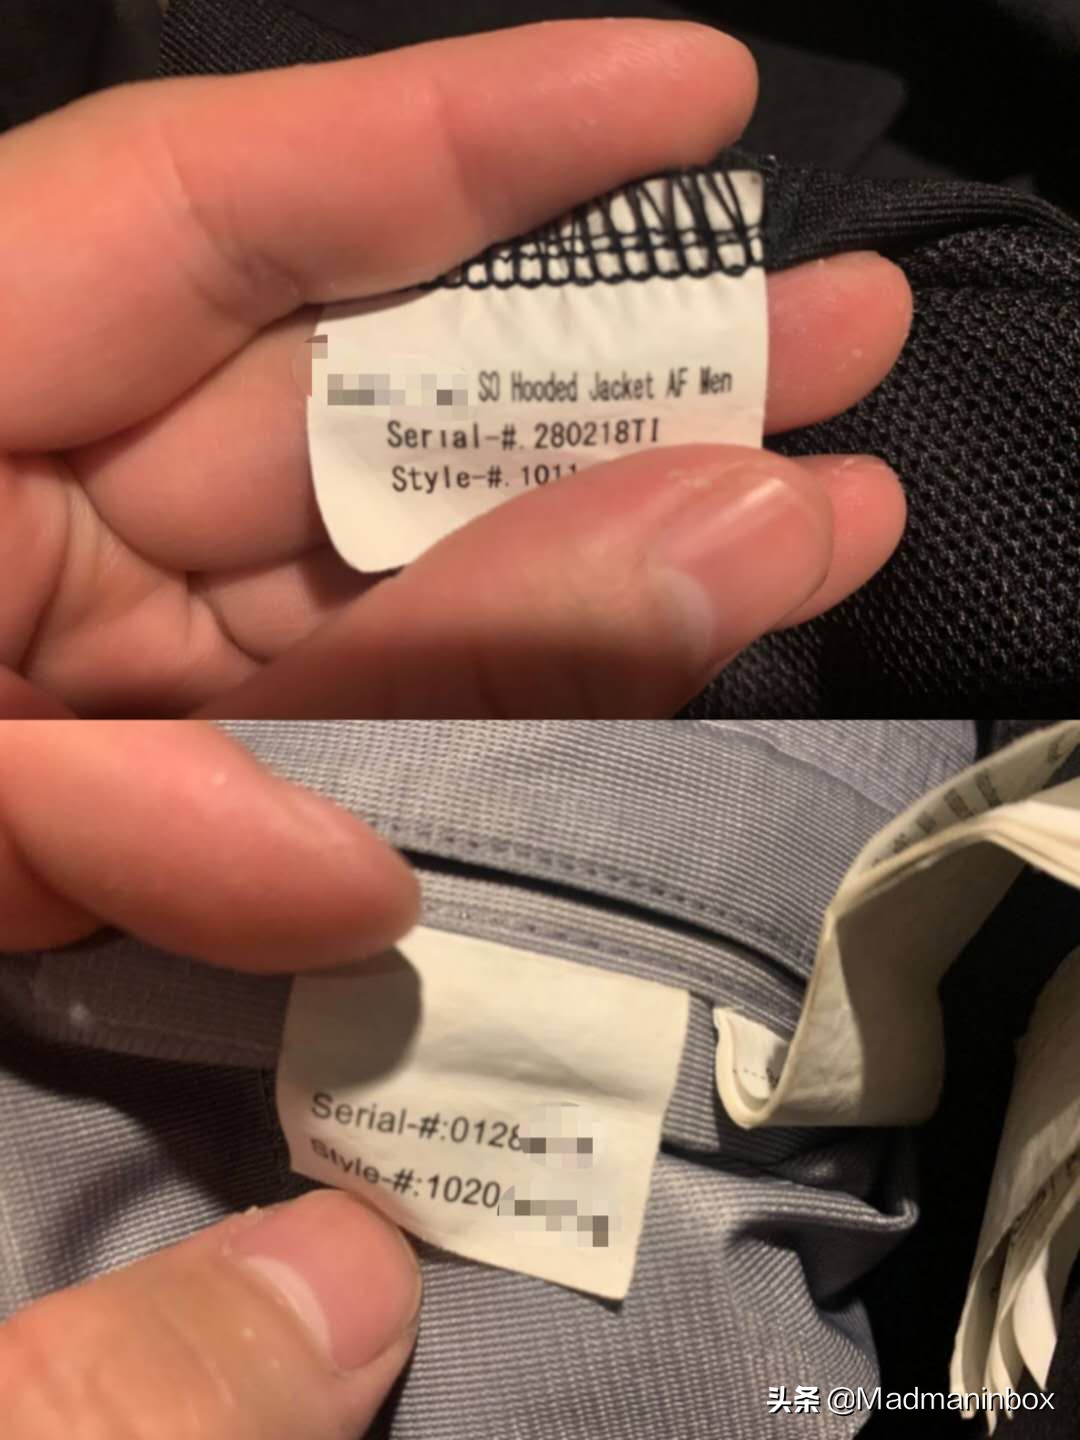 SO Hooded Jacket AF Men
Serial-#. 280218TI
Style-#. 1011
Serial-#:0128
Style-#:1020
头条 @Madmaninbox